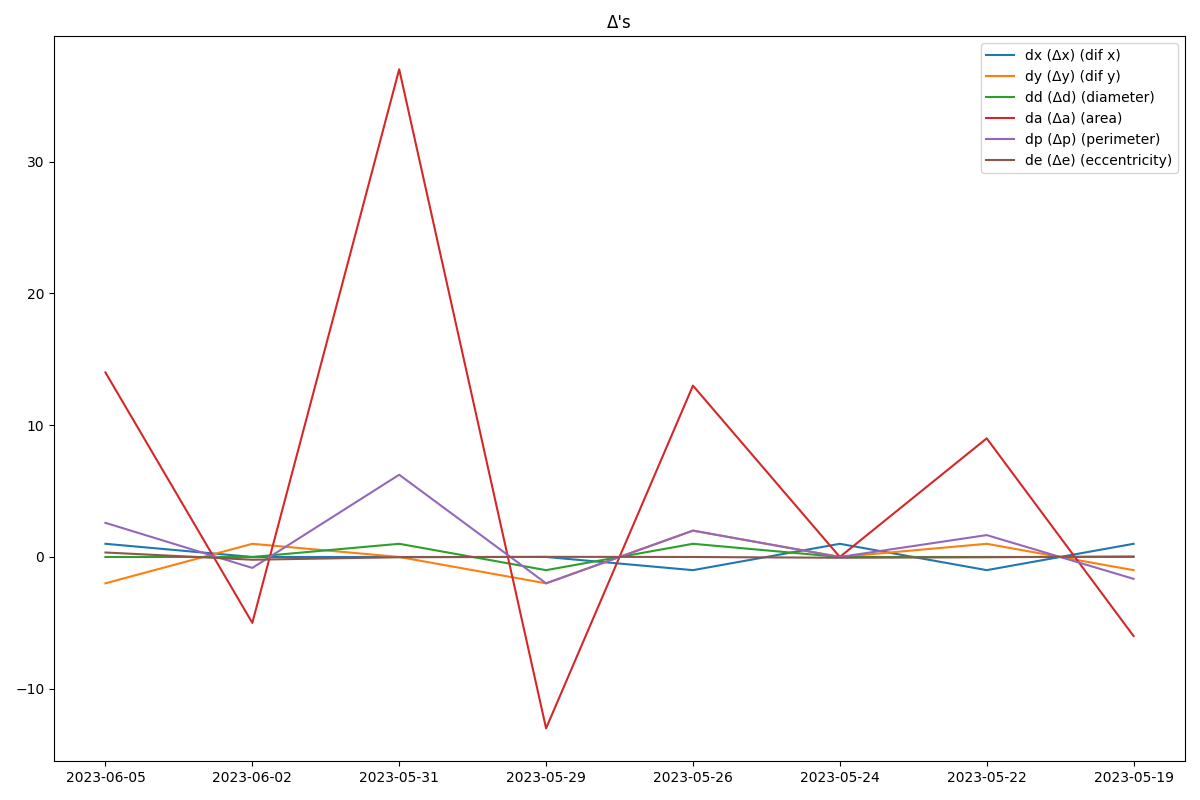 Δ's
dx (Δx) (dif x)
dy (Δy) (dif y)
dd (Δd) (diameter)
da (Δa) (area)
dp (Δp) (perimeter)
de (Δe) (eccentricity)
30
20
10
0
−10
2023-06-05 2023-06-02 2023-05-31 2023-05-29 2023-05-26 2023-05-24 2023-05-22 2023-05-19